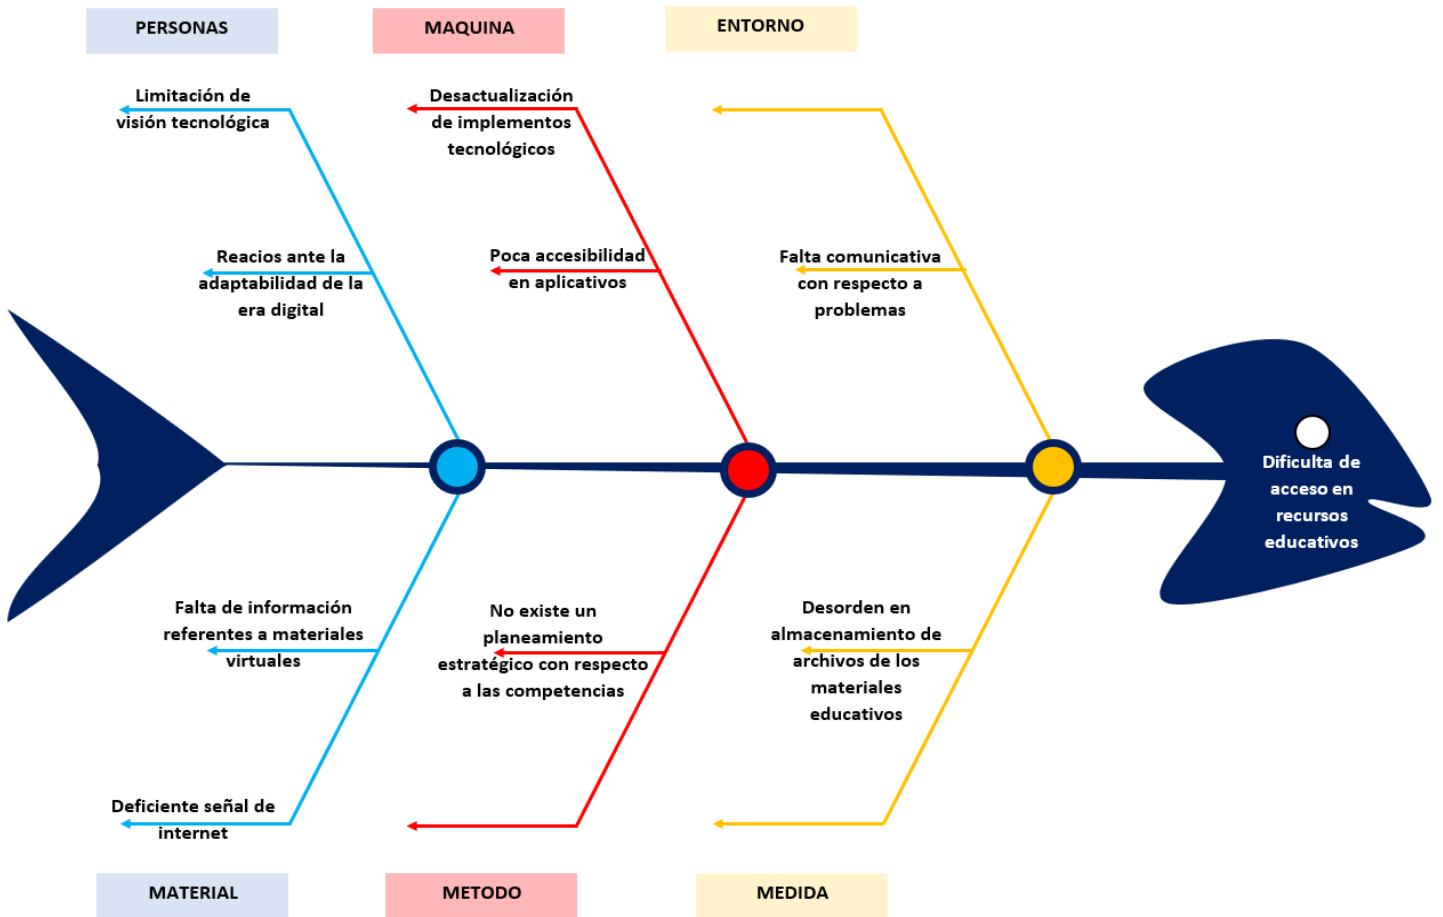 PERSONAS
MAQUINA
ENTORNO
Limitación de
visión tecnológica
Desactualización
de implementos
tecnológicos
Reacios ante la
adaptabilidad de la
era digital
Poca accesibilidad
en aplicativos
Falta comunicativa
con respecto a
problemas
Dificulta de
acceso en
recursos
educativos
Falta de información
referentes a materiales
virtuales
No existe un
planeamiento
estratégico con respecto
a las competencias
Desorden en
almacenamiento de
archivos de los
materiales
educativos
Deficiente señal de
internet
MATERIAL
METODO
MEDIDA